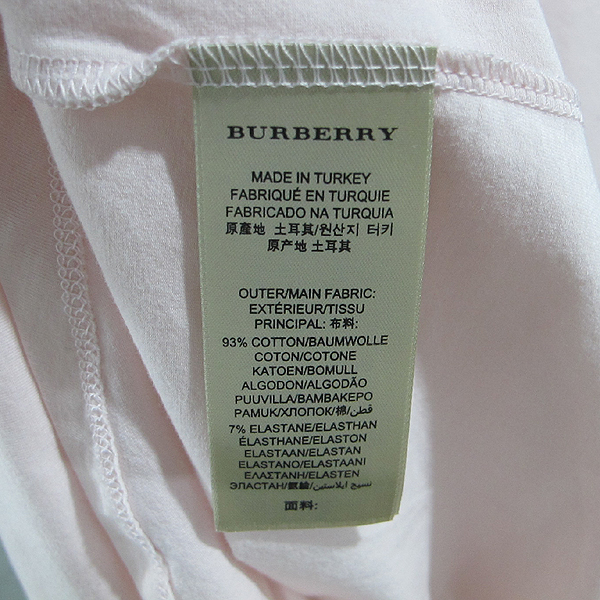 BURBERRY
MADE IN TURKEY
FABRIQUÉ EN TURQUIE
FABRICADO NA TURQUIA
原產地 土耳其/원산지 터키
原产地 土耳其
OUTER/MAIN FABRIC:
EXTÉRIEUR/TISSU
PRINCIPAL: 布料:
93% COTTON/BAUMWOLLE
COTON/COTONE
KATOEN/BOMULL
ALGODON/ALGODÃO
PUUVILLA/BAMBAKEPO
PAMUK/ХЛОПОК/棉/قطن
7% ELASTANE/ELASTHAN
ÉLASTHANE/ELASTON
ELASTAAN/ELASTAN
ELASTANO/ELASTAANI
ΕΛΑΣΤΑΝΗ/ELASTEN
ЭЛАСТАН/氨綸/نسيج ايلاستين
面料: